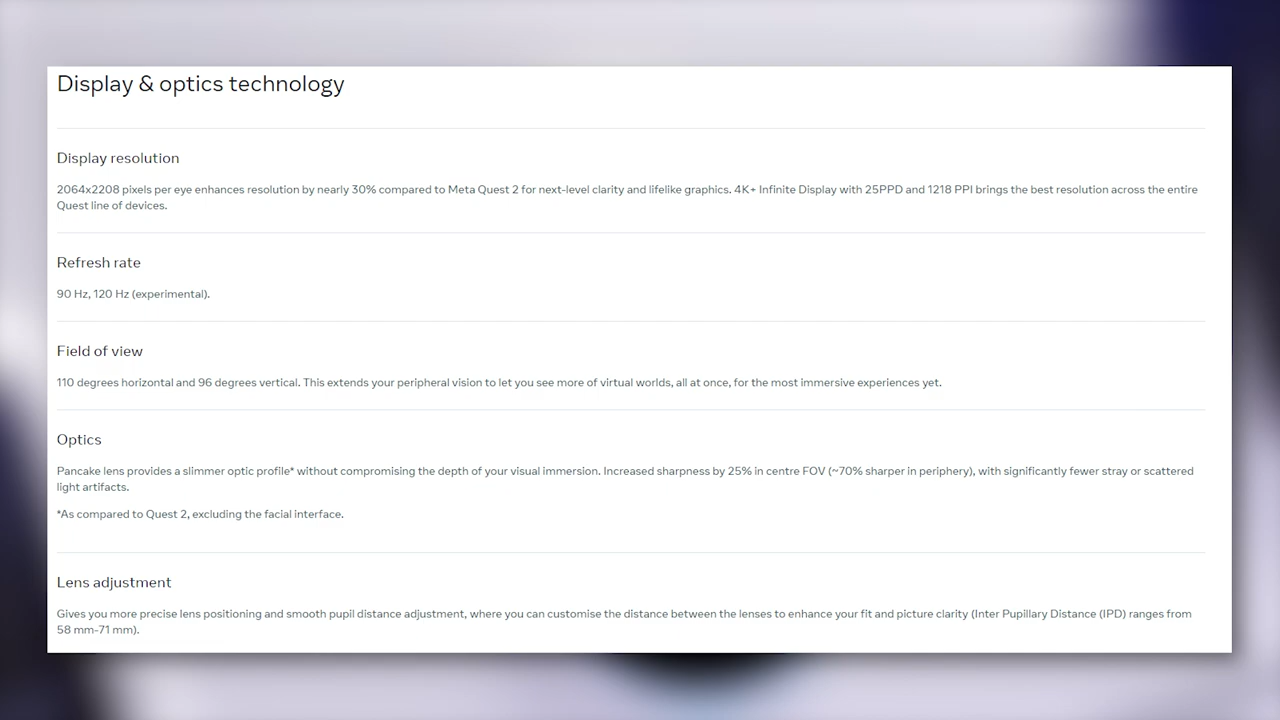 Display & optics technology
Display resolution
2064x2208 pixels per eye enhances resolution by nearly 30% compared to Meta Quest 2 for next-level clarity and lifelike graphics. 4K+ Infinite Display with 25PPD and 1218 PPI brings the best resolution across the entire
Quest line of devices.
Refresh rate
90 Hz, 120 Hz (experimental).
Field of view
110 degrees horizontal and 96 degrees vertical. This extends your peripheral vision to let you see more of virtual worlds, all at once, for the most immersive experiences yet.
Optics
Pancake lens provides a slimmer optic profile* without compromising the depth of your visual immersion. Increased sharpness by 25% in centre FOV (~70% sharper in periphery), with significantly fewer stray or scattered
light artifacts.
*As compared to Quest 2, excluding the facial interface.
Lens adjustment
Gives you more precise lens positioning and smooth pupil distance adjustment, where you can customise the distance between the lenses to enhance your fit and picture clarity (Inter Pupillary Distance (IPD) ranges from
58 mm-71 mm).